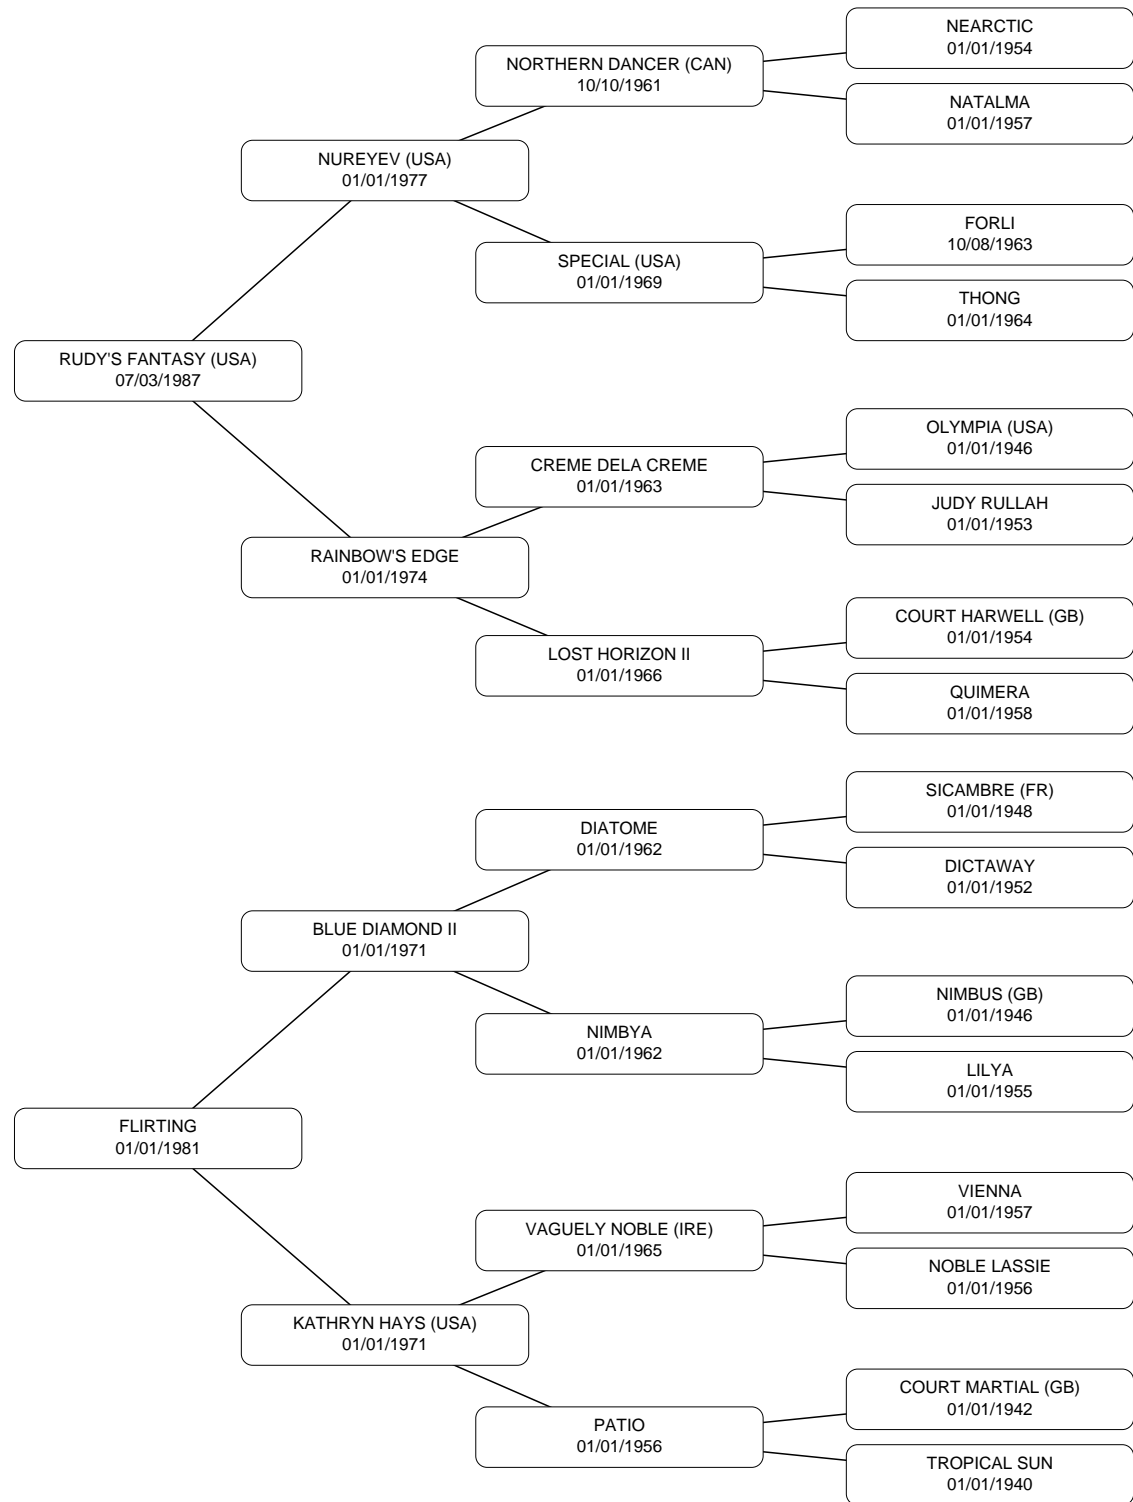 NEARCTIC
01/01/1954
NORTHERN DANCER (CAN)
10/10/1961
NATALMA
01/01/1957
NUREYEV (USA)
01/01/1977
FORLI
10/08/1963
SPECIAL (USA)
01/01/1969
THONG
01/01/1964
RUDY'S FANTASY (USA)
07/03/1987
OLYMPIA (USA)
01/01/1946
CREME DELA CREME
01/01/1963
JUDY RULLAH
01/01/1953
RAINBOW'S EDGE
01/01/1974
COURT HARWELL (GB)
01/01/1954
LOST HORIZON II
01/01/1966
QUIMERA
01/01/1958
SICAMBRE (FR)
01/01/1948
DIATOME
01/01/1962
DICTAWAY
01/01/1952
BLUE DIAMOND II
01/01/1971
NIMBUS (GB)
01/01/1946
NIMBYA
01/01/1962
LILYA
01/01/1955
FLIRTING
01/01/1981
VIENNA
01/01/1957
VAGUELY NOBLE (IRE)
01/01/1965
NOBLE LASSIE
01/01/1956
KATHRYN HAYS (USA)
01/01/1971
COURT MARTIAL (GB)
01/01/1942
PATIO
01/01/1956
TROPICAL SUN
01/01/1940